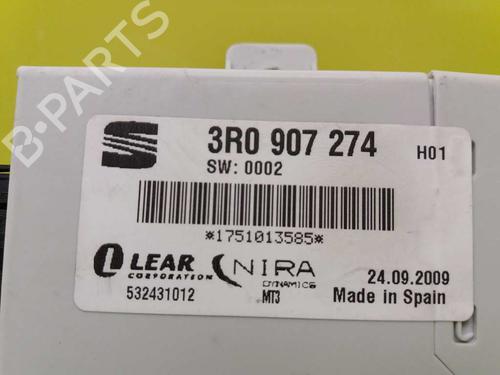 3R0 907 274 H01
SW: 0002
*1751013585*
LEAR
CORPORATION
NIRA
DYNAMICS
24.09.2009
532431012 MT3 Made in Spain
B-Parts